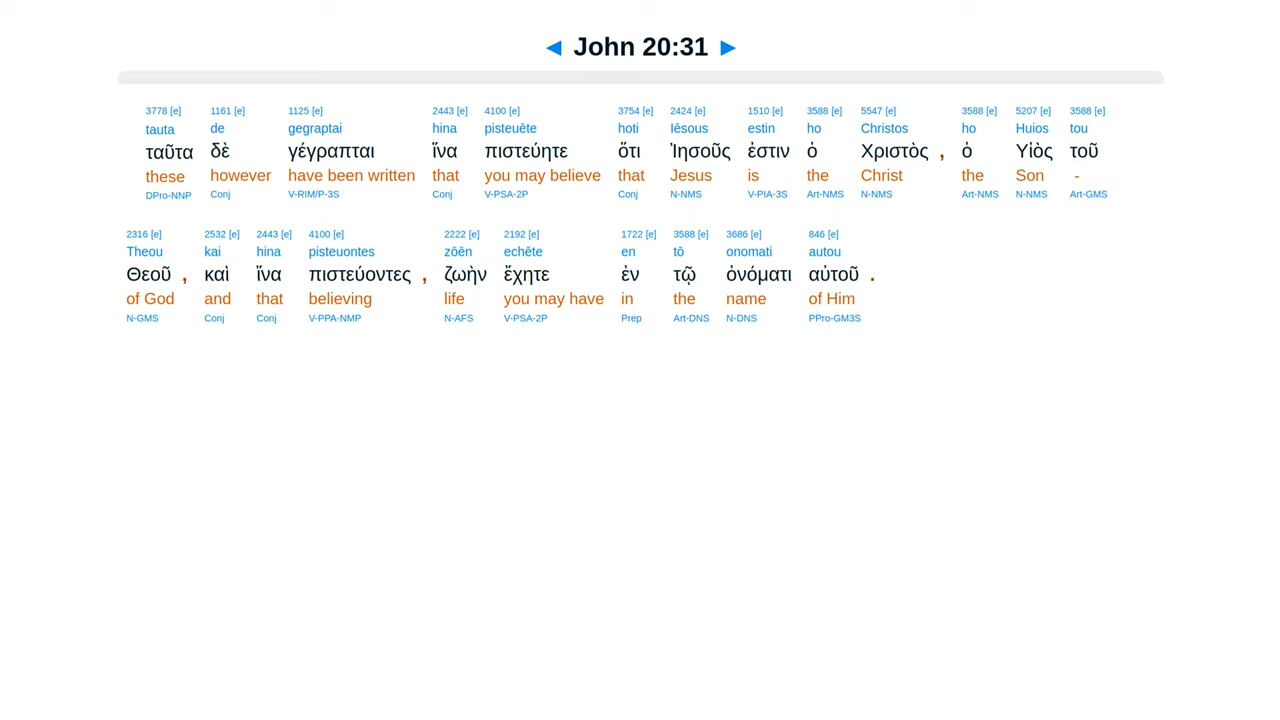 ◄ John 20:31 ►
3778 [e] 1161 [e] 1125 [e] 2443 [e] 4100 [e] 3754 [e] 2424 [e] 1510 [e] 3588 [e] 5547 [e] 3588 [e] 5207 [e] 3588 [e]
tauta de gegraptai hina pisteuēte hoti Iēsous estin ho Christos ho Huios tou
ταῦτα δὲ γέγραπται ἵνα πιστεύητε ὅτι Ἰησοῦς ἐστιν ὁ Χριστὸς , ὁ Υἱὸς τοῦ
these however have been written that you may believe that Jesus is the Christ the Son -
DPro-NNP Conj V-RIM/P-3S Conj V-PSA-2P Conj N-NMS V-PIA-3S Art-NMS N-NMS Art-NMS N-NMS Art-GMS
2316 [e] 2532 [e] 2443 [e] 4100 [e] 2222 [e] 2192 [e] 1722 [e] 3588 [e] 3686 [e] 846 [e]
Theou kai hina pisteuontes zōēn echēte en tō onomati autou
Θεοῦ , καὶ ἵνα πιστεύοντες , ζωὴν ἔχητε ἐν τῷ ὀνόματι αὐτοῦ .
of God and that believing life you may have in the name of Him
N-GMS Conj Conj V-PPA-NMP N-AFS V-PSA-2P Prep Art-DNS N-DNS PPro-GM3S